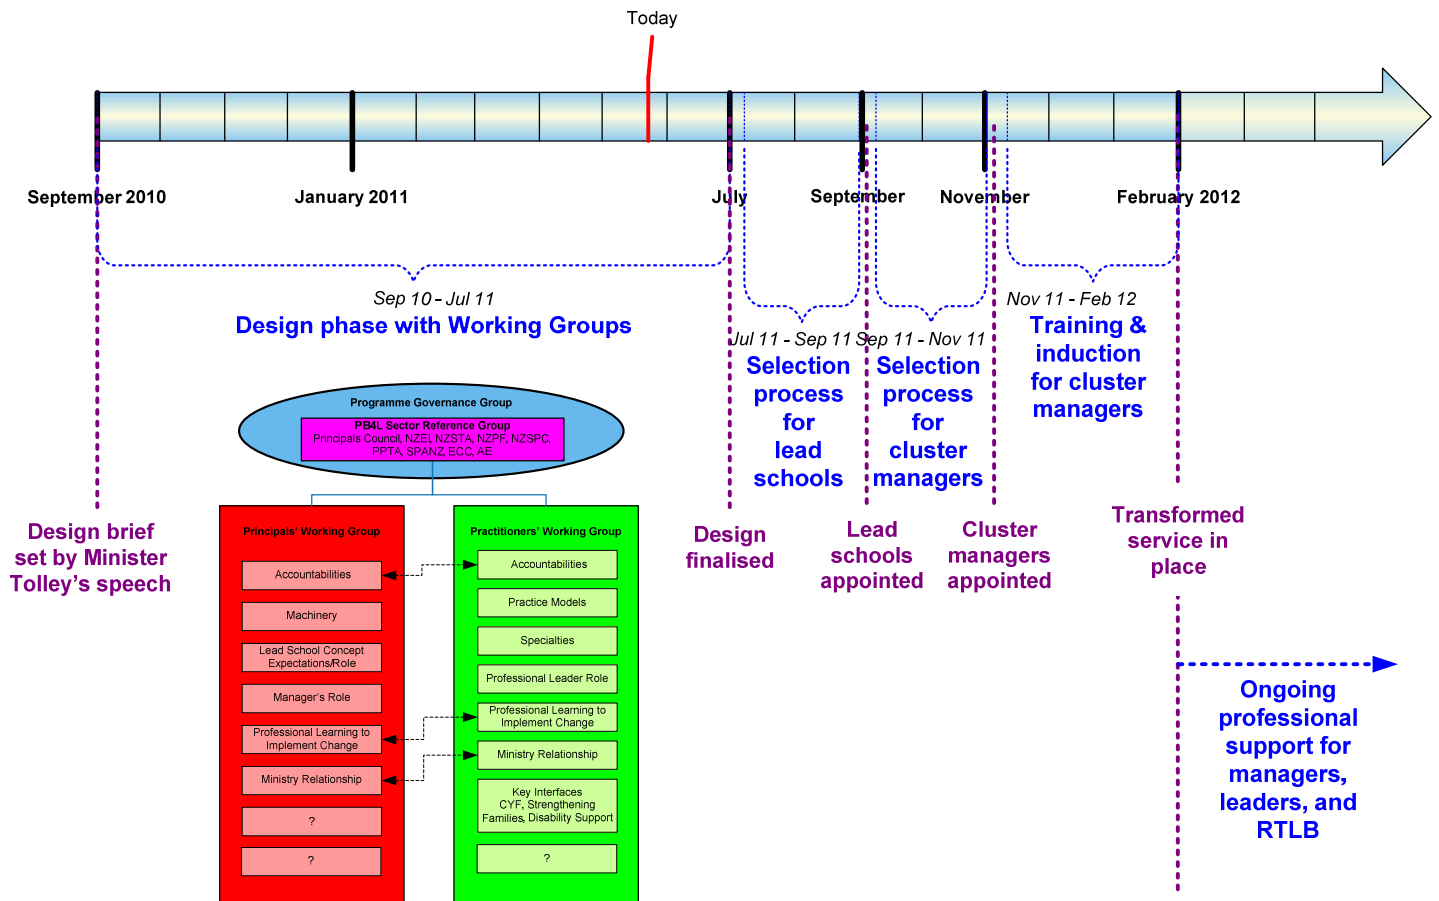 Today
September 2010
January 2011
July
September
November
February 2012
Sep 10 - Jul 11
Design phase with Working Groups
Jul 11 - Sep 11
Selection
process
for
lead
schools
Sep 11 - Nov 11
Selection
process
for
cluster
managers
Nov 11 - Feb 12
Training &
induction
for cluster
managers
Programme Governance Group
PB4L Sector Reference Group
Principals Council, NZEI, NZSTA, NZPF, NZSPC,
PPTA, SPANZ, ECC, AE
Design brief
set by Minister
Tolley's speech
Principals' Working Group
Accountabilities
Machinery
Lead School Concept
Expectations/Role
Manager's Role
Professional Learning to
Implement Change
Ministry Relationship
?
?
Practitioners' Working Group
Accountabilities
Practice Models
Specialties
Professional Leader Role
Professional Learning to
Implement Change
Ministry Relationship
Key Interfaces
CYF, Strengthening
Families, Disability Support
?
Design
finalised
Lead
schools
appointed
Cluster
managers
appointed
Transformed
service in
place
Ongoing
professional
support for
managers,
leaders, and
RTLB